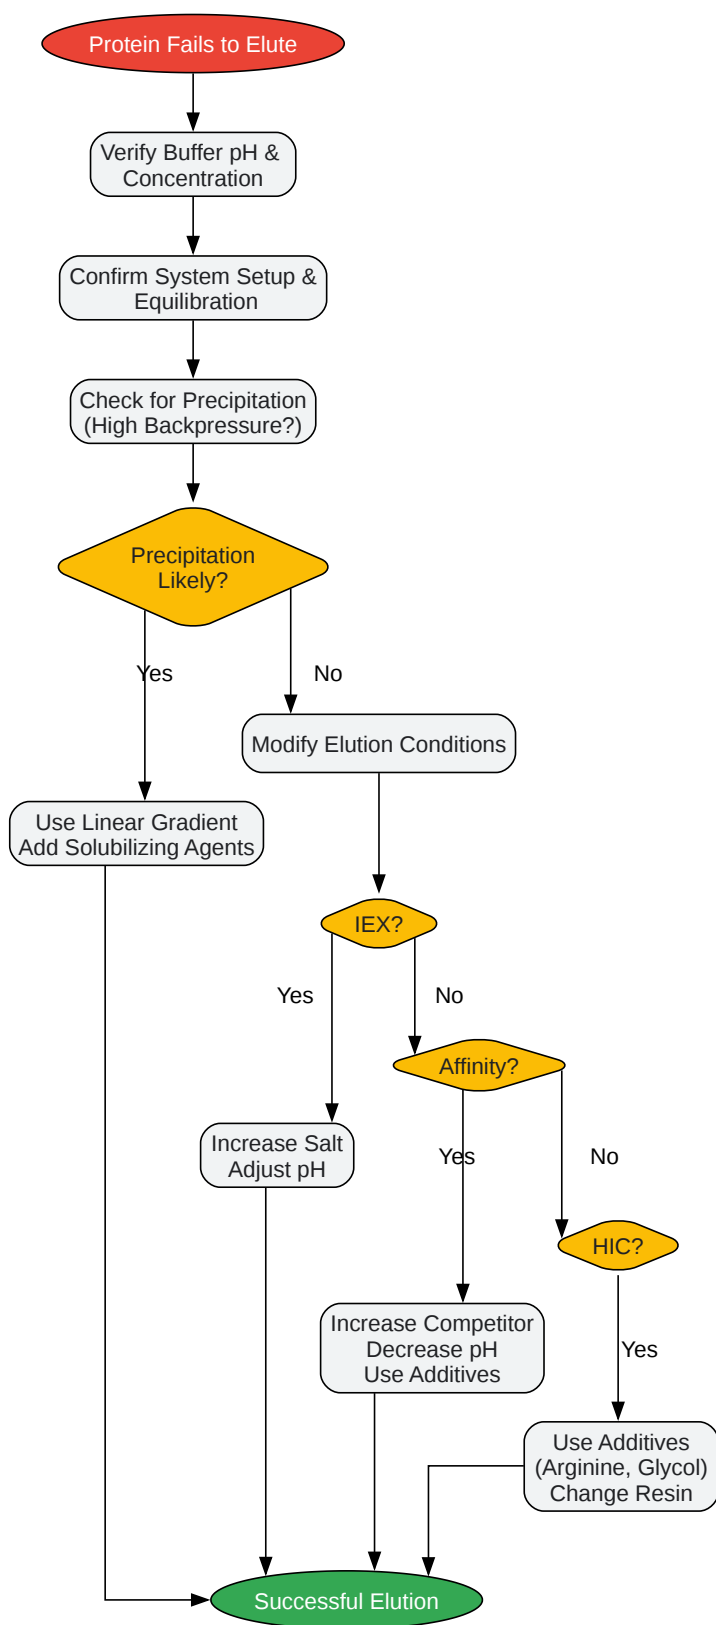 Protein Fails to Elute
Verify Buffer pH &
Concentration
Confirm System Setup &
Equilibration
Check for Precipitation
(High Backpressure?)
Precipitation
Likely?
Yes
No
Modify Elution Conditions
Use Linear Gradient
Add Solubilizing Agents
IEX?
Yes
No
Affinity?
Increase Salt
Adjust pH
Yes
No
HIC?
Increase Competitor
Decrease pH
Use Additives
Yes
Use Additives
(Arginine, Glycol)
Change Resin
Successful Elution